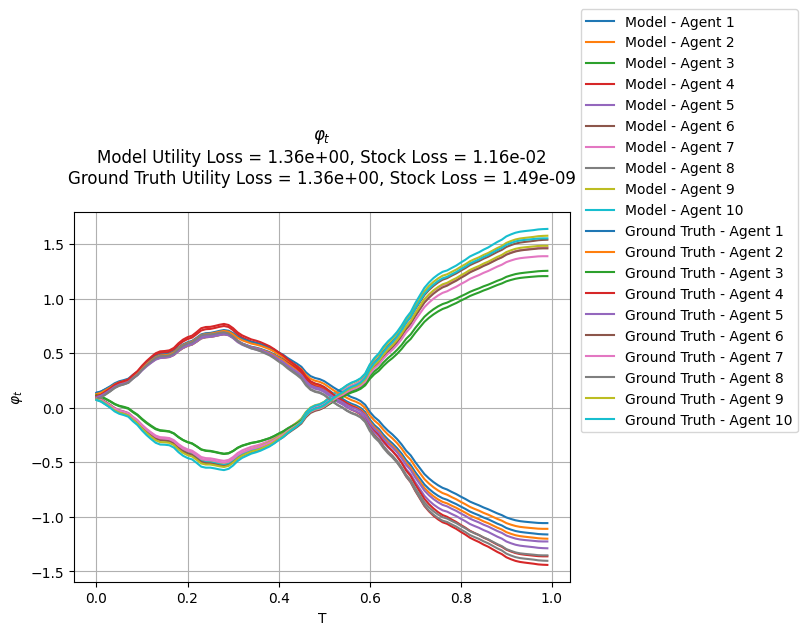 φt
Model Utility Loss = 1.36e+00, Stock Loss = 1.16e-02
Ground Truth Utility Loss = 1.36e+00, Stock Loss = 1.49e-09
Model - Agent 1
Model - Agent 2
Model - Agent 3
Model - Agent 4
Model - Agent 5
Model - Agent 6
Model - Agent 7
Model - Agent 8
Model - Agent 9
Model - Agent 10
Ground Truth - Agent 1
Ground Truth - Agent 2
Ground Truth - Agent 3
Ground Truth - Agent 4
Ground Truth - Agent 5
Ground Truth - Agent 6
Ground Truth - Agent 7
Ground Truth - Agent 8
Ground Truth - Agent 9
Ground Truth - Agent 10
φt
1.5
1.0
0.5
0.0
−0.5
−1.0
−1.5
0.0 0.2 0.4 0.6 0.8 1.0
T